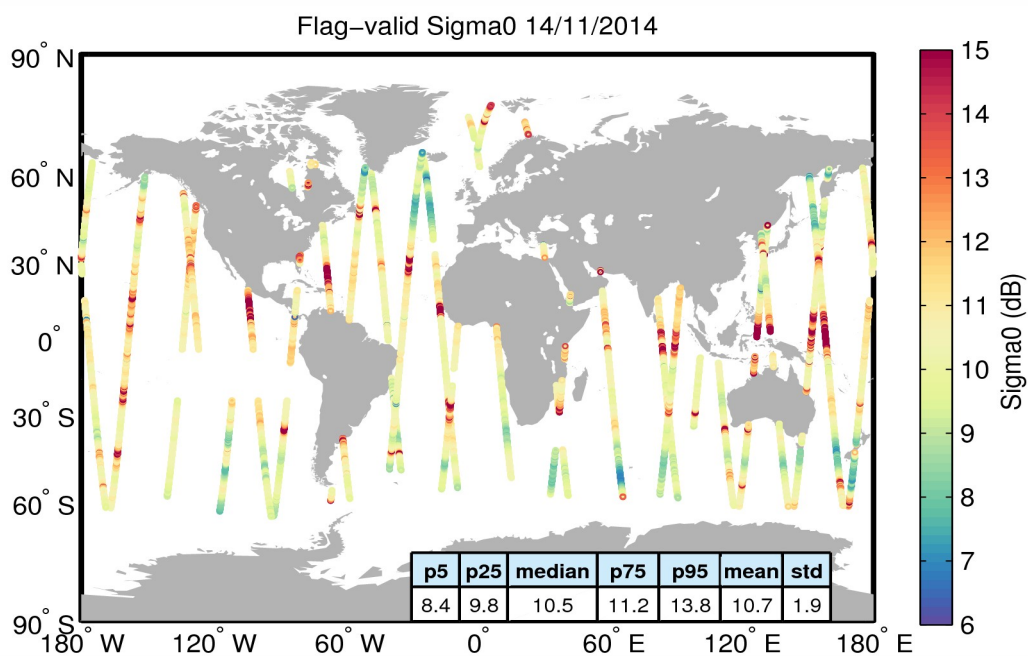 Flag−valid Sigma0 14/11/2014
90° N
60° N
30° N
0°
30° S
60° S
90° S
180° W
120° W
60° W
0°
60° E
120° E
180° E
p5 p25 median p75 p95 mean std
8.4 9.8 10.5 11.2 13.8 10.7 1.9
15
14
13
12
11
10
9
8
7
6
Sigma0 (dB)